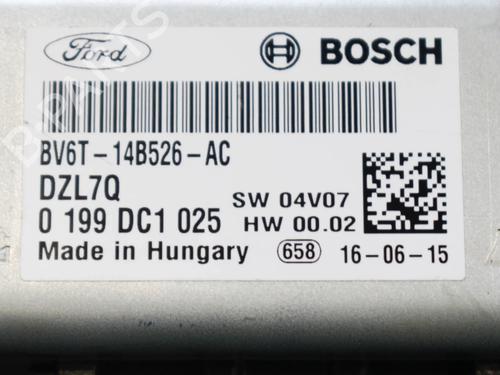 Ford BOSCH
BV6T-14B526-AC
DZL7Q
SW 04V07
0 199 DC1 025 HW 00.02
Made in Hungary 658 16-06-15
B-PARTS